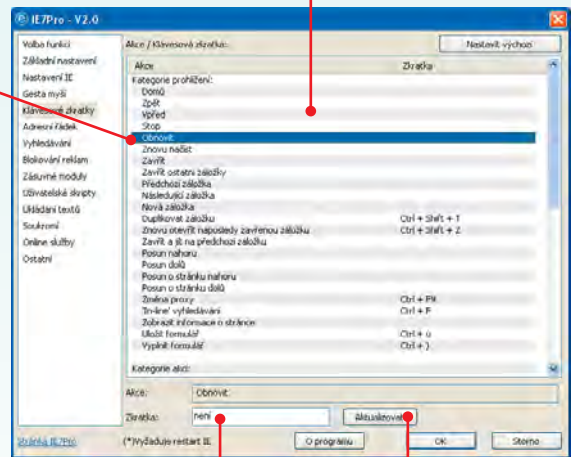 IE7Pro - V2.0
Volba funkcí
Základní nastavení
Nastavení IE
Gesta myši
Klávesové zkratky
Adresní řádek
Vyhledávání
Blokování reklam
Zásuvné moduly
Uživatelské skripty
Ukládání textů
Soukromí
Online služby
Ostatní
Akce / Klávesová zkratka:
Nastavit výchozí
Akce Zkratka
Kategorie prohlížení:
Domů
Zpět
Vpřed
Stop
Obnovit
Znovu načíst
Zavřít
Zavřít ostatní záložky
Předchozí záložka
Následující záložka
Nová záložka
Duplikovat záložku Ctrl + Shift + T
Znovu otevřít naposledy zavřenou záložku Ctrl + Shift + Z
Zavřít a jít na předchozí záložku
Posun nahoru
Posun dolů
Posun o stránku nahoru
Posun o stránku dolů
Změna proxy
'In-line' vyhledávání Ctrl + F
Zobrazit informace o stránce
Uložit formulář Ctrl + U
Vyplnit formulář Ctrl + )
Kategorie akcí:
Akce: Obnovit
Zkratka: není Aktualizovat
Stránka IE7Pro (*)Vyžaduje restart IE O programu OK Storno